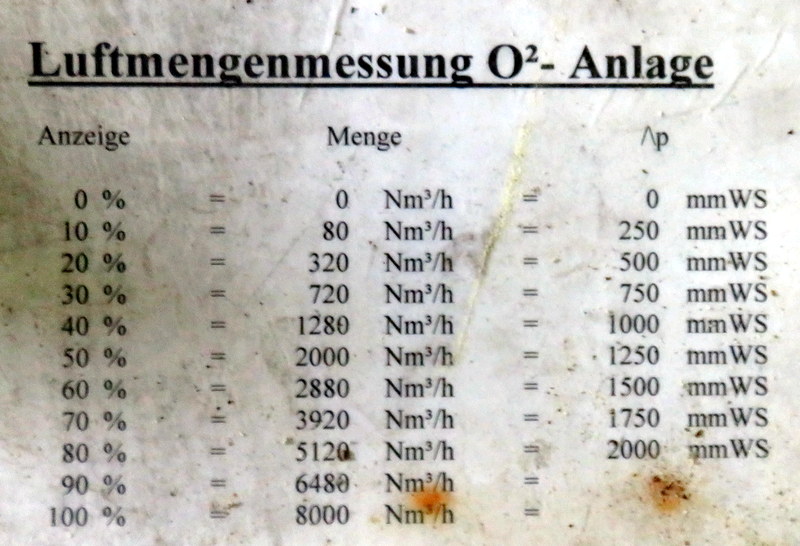 Luftmengenmessung O²- Anlage
Anzeige Menge /\p
0 % = 0 Nm³/h = 0 mmWS
10 % = 80 Nm³/h = 250 mmWS
20 % = 320 Nm³/h = 500 mmWS
30 % = 720 Nm³/h = 750 mmWS
40 % = 1280 Nm³/h = 1000 mmWS
50 % = 2000 Nm³/h = 1250 mmWS
60 % = 2880 Nm³/h = 1500 mmWS
70 % = 3920 Nm³/h = 1750 mmWS
80 % = 5120 Nm³/h = 2000 mmWS
90 % = 6480 Nm³/h =
100 % = 8000 Nm³/h =